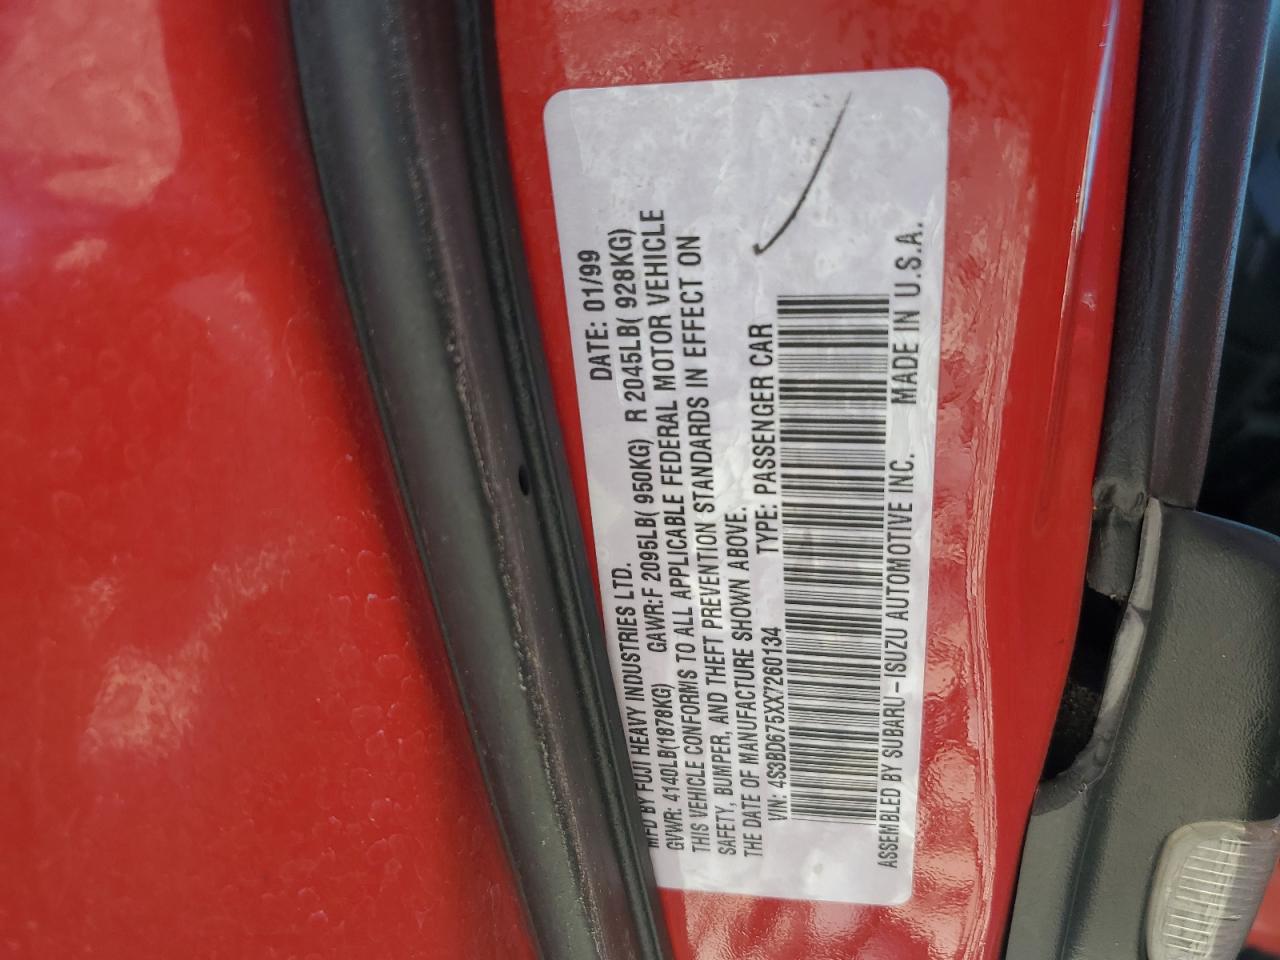 MFD BY FUJI HEAVY INDUSTRIES LTD. DATE: 01/99
GVWR: 4140LB(1878KG) GAWR:F 2095LB( 950KG) R 2045LB( 928KG)
THIS VEHICLE CONFORMS TO ALL APPLICABLE FEDERAL MOTOR VEHICLE
SAFETY, BUMPER, AND THEFT PREVENTION STANDARDS IN EFFECT ON
THE DATE OF MANUFACTURE SHOWN ABOVE.
VIN: 4S3BD675XX7260134 TYPE: PASSENGER CAR
ASSEMBLED BY SUBARU-ISUZU AUTOMOTIVE INC. MADE IN U.S.A.